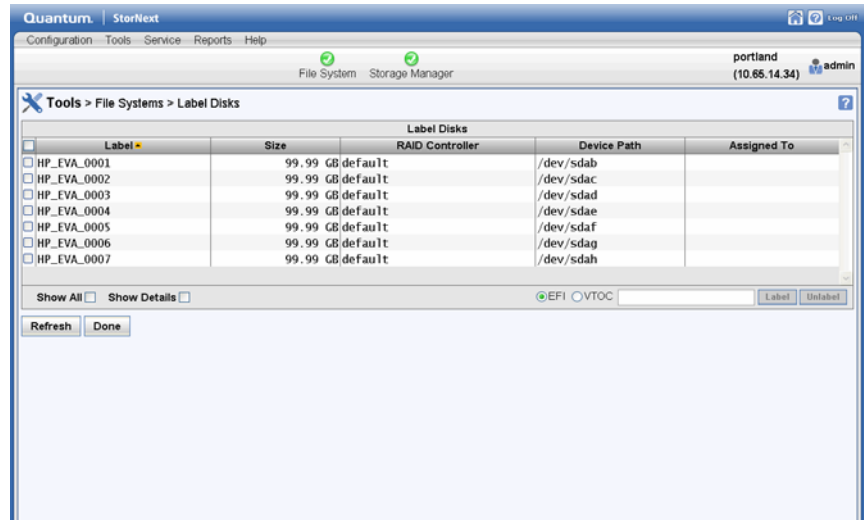 Quantum. StorNext Log Off
Configuration Tools Service Reports Help
File System Storage Manager
portland
(10.65.14.34)
admin
Tools > File Systems > Label Disks
Label Disks
Label Size RAID Controller Device Path Assigned To
HP_EVA_0001 99.99 GB default /dev/sdab
HP_EVA_0002 99.99 GB default /dev/sdac
HP_EVA_0003 99.99 GB default /dev/sdad
HP_EVA_0004 99.99 GB default /dev/sdae
HP_EVA_0005 99.99 GB default /dev/sdaf
HP_EVA_0006 99.99 GB default /dev/sdag
HP_EVA_0007 99.99 GB default /dev/sdah
Show All Show Details EFI VTOC Label Unlabel
Refresh Done